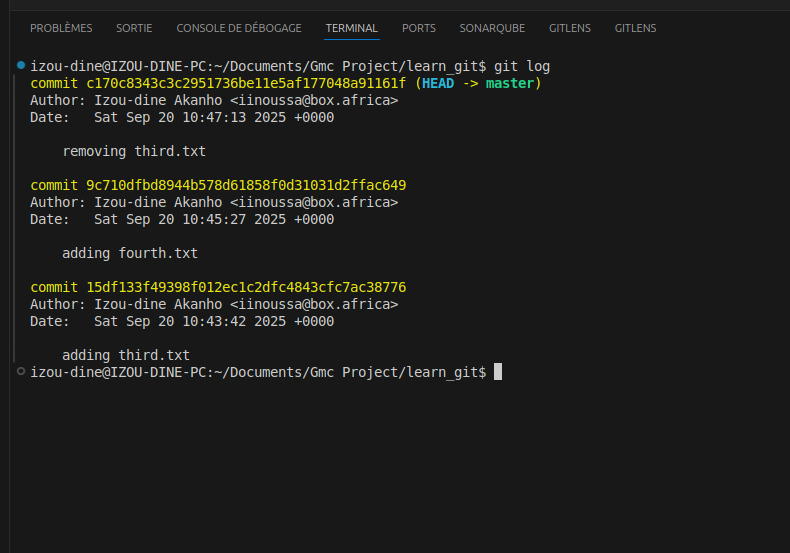 PROBLÈMES SORTIE CONSOLE DE DÉBOGAGE TERMINAL PORTS SONARQUBE GITLENS GITLENS
izou-dine@IZOU-DINE-PC:~/Documents/Gmc Project/learn_git$ git log
commit c170c8343c3c2951736be11e5af177048a91161f (HEAD -> master)
Author: Izou-dine Akanho <iinoussa@box.africa>
Date:   Sat Sep 20 10:47:13 2025 +0000
    removing third.txt
commit 9c710dfbd8944b578d61858f0d31031d2ffac649
Author: Izou-dine Akanho <iinoussa@box.africa>
Date:   Sat Sep 20 10:45:27 2025 +0000
    adding fourth.txt
commit 15df133f49398f012ec1c2dfc4843cfc7ac38776
Author: Izou-dine Akanho <iinoussa@box.africa>
Date:   Sat Sep 20 10:43:42 2025 +0000
    adding third.txt
izou-dine@IZOU-DINE-PC:~/Documents/Gmc Project/learn_git$